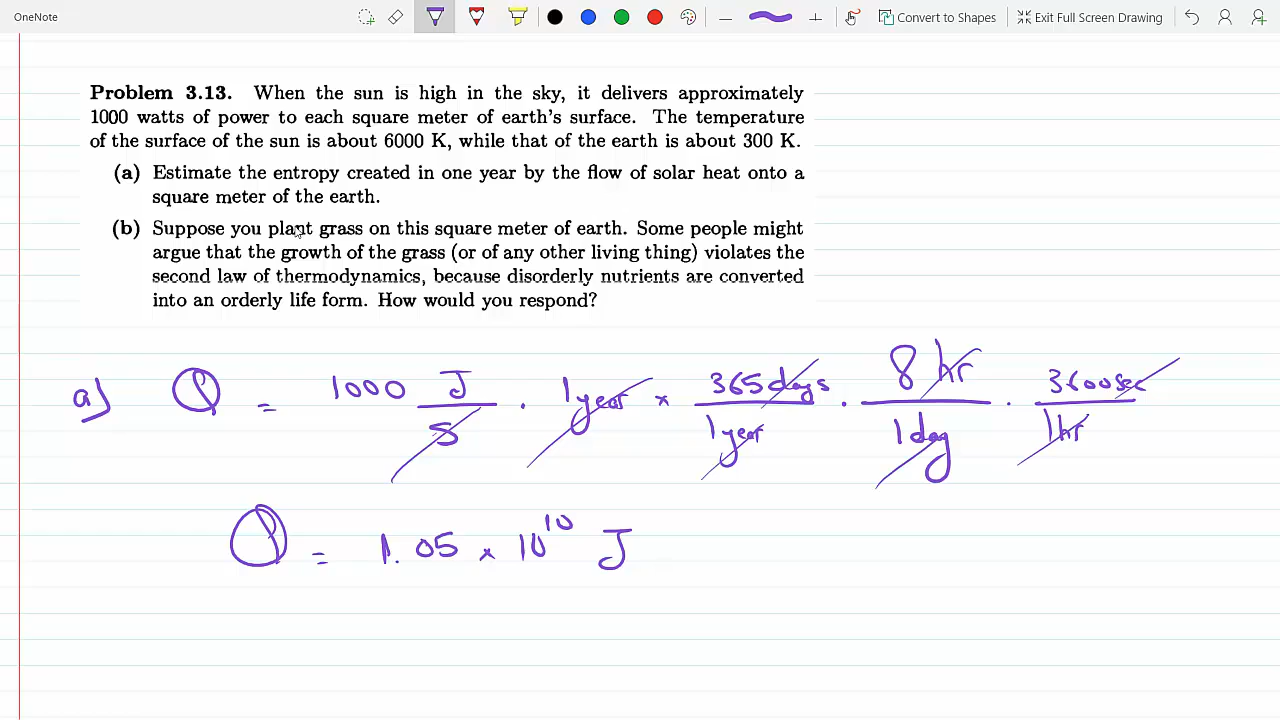 OneNote
Convert to Shapes
Exit Full Screen Drawing
Problem 3.13. When the sun is high in the sky, it delivers approximately
1000 watts of power to each square meter of earth's surface. The temperature
of the surface of the sun is about 6000 K, while that of the earth is about 300 K.
(a) Estimate the entropy created in one year by the flow of solar heat onto a
square meter of the earth.
(b) Suppose you plant grass on this square meter of earth. Some people might
argue that the growth of the grass (or of any other living thing) violates the
second law of thermodynamics, because disorderly nutrients are converted
into an orderly life form. How would you respond?
a) Q = 1000 J/s · 1 year × 365 days/1 year · 8 hr/1 day · 3600 sec/1 hr
Q = 1.05 × 10^10 J